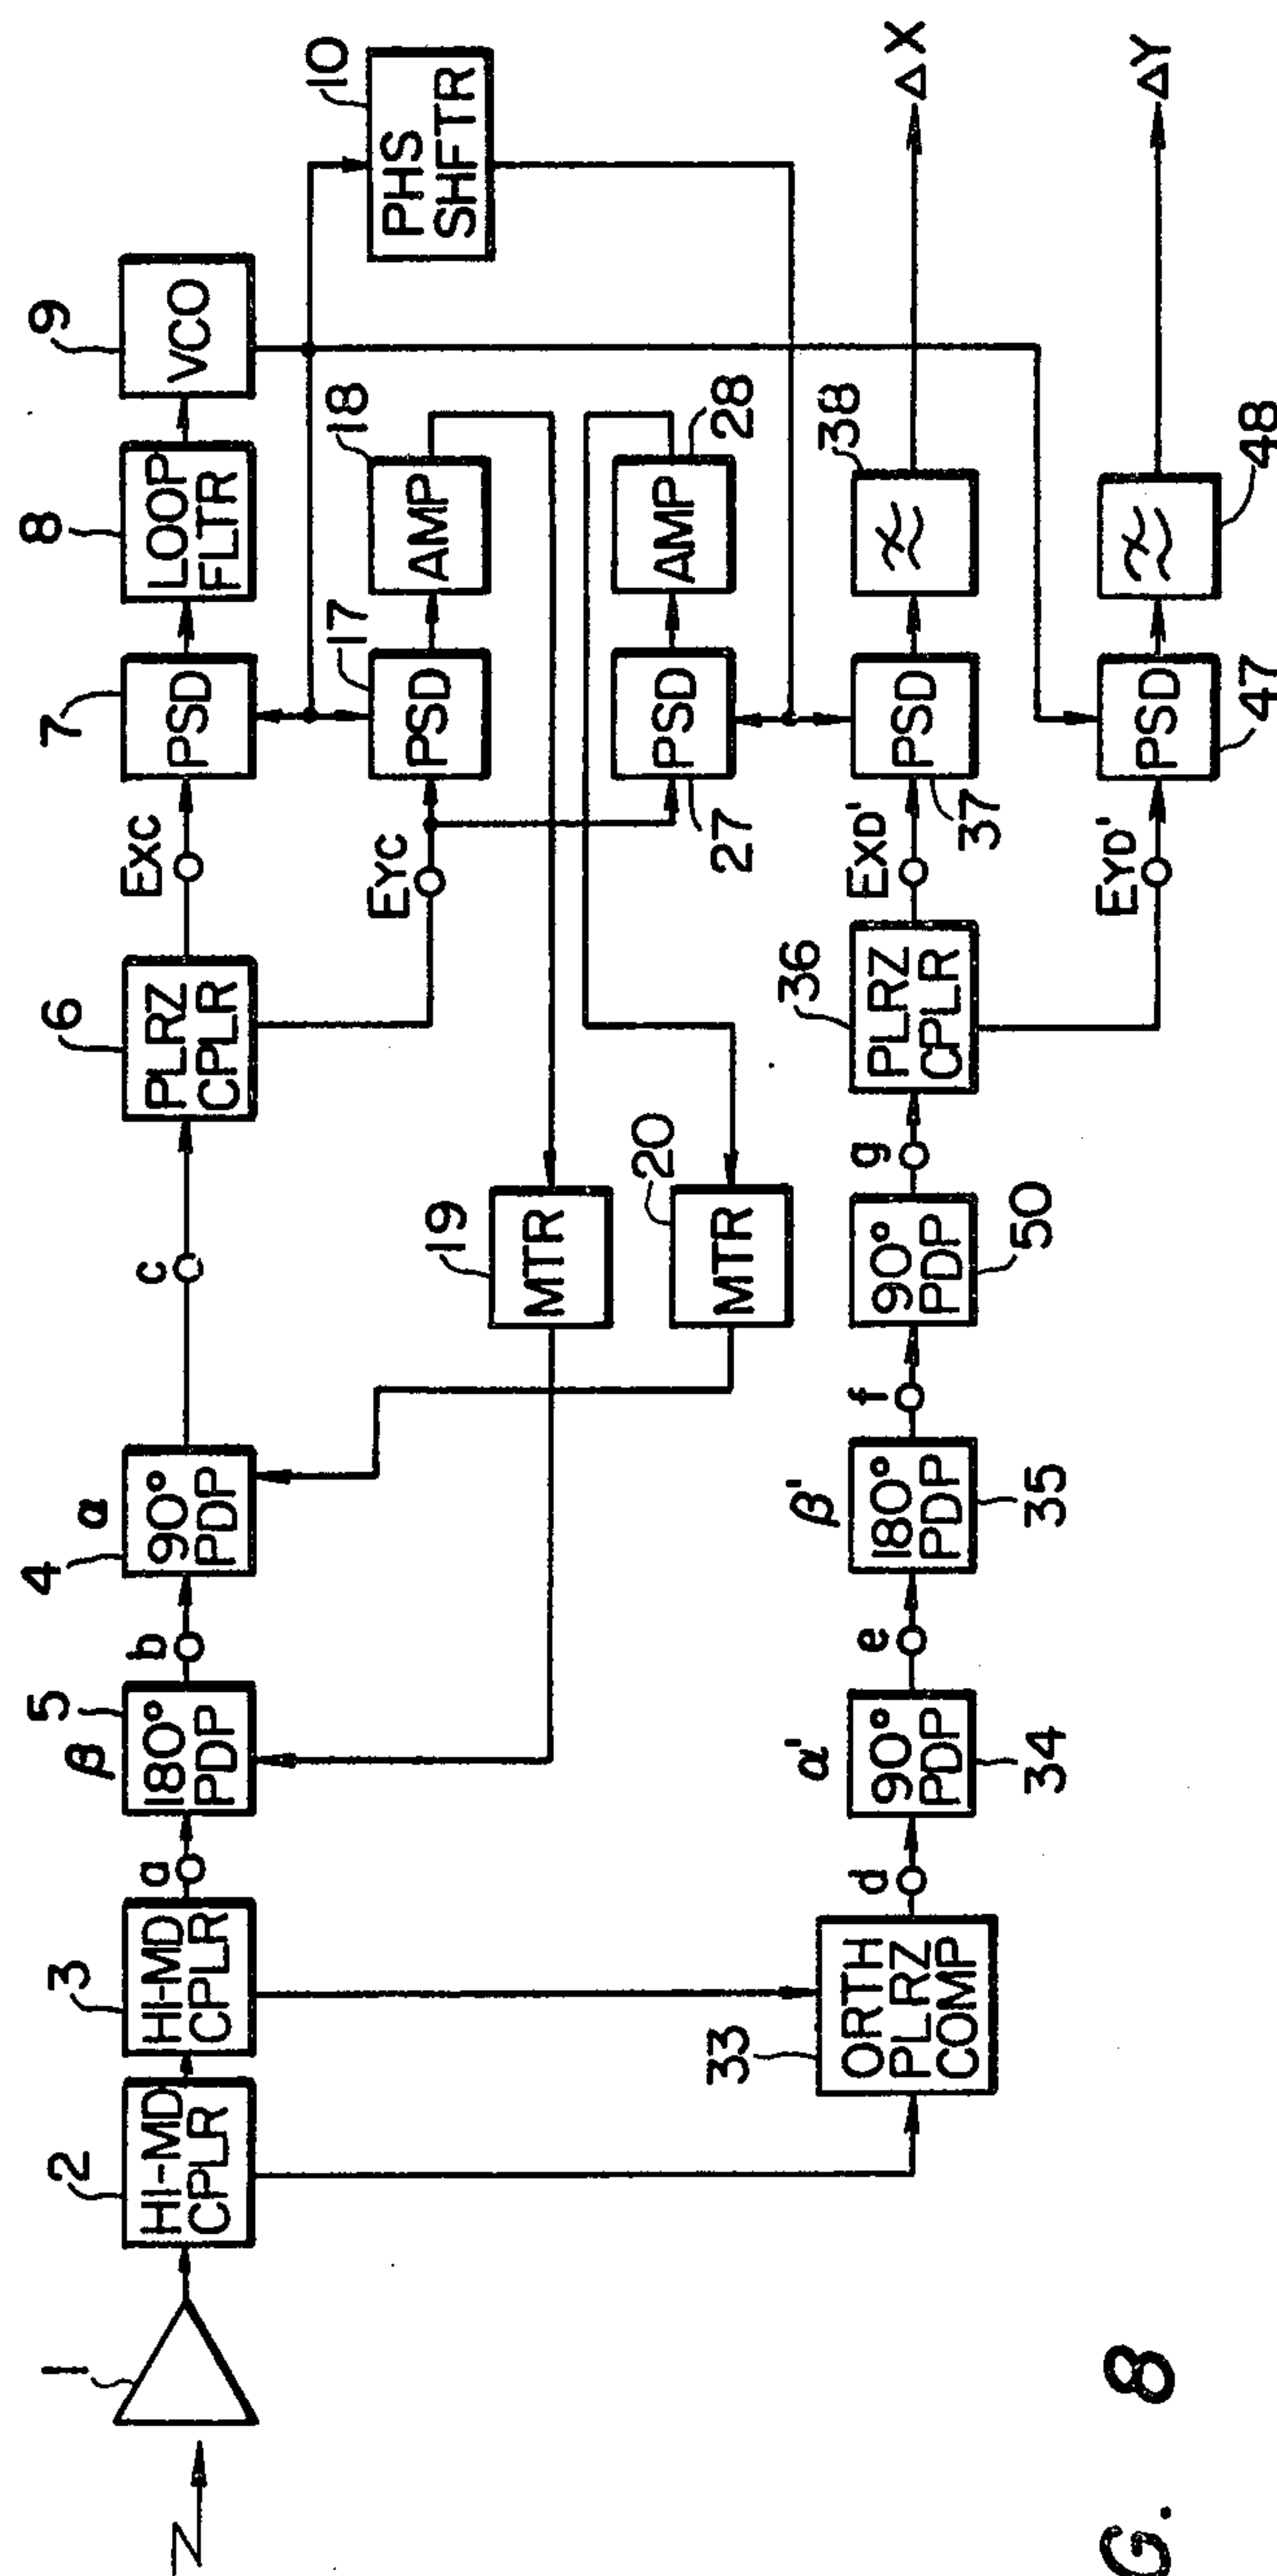 1
2
HI-MD
CPLR
3
HI-MD
CPLR
a
β
5
180°
PDP
b
4
α
90°
PDP
c
6
PLRZ
CPLR
EXC
7
PSD
8
LOOP
FLTR
9
VCO
10
PHS
SHFTR
EYC
17
PSD
18
AMP
19
MTR
27
PSD
28
AMP
20
MTR
33
ORTH
PLRZ
COMP
d
α'
90°
PDP
34
e
β'
180°
PDP
35
f
90°
PDP
50
g
36
PLRZ
CPLR
EXD'
PSD
37
38
ΔX
EYD'
PSD
47
48
ΔY
G. 8